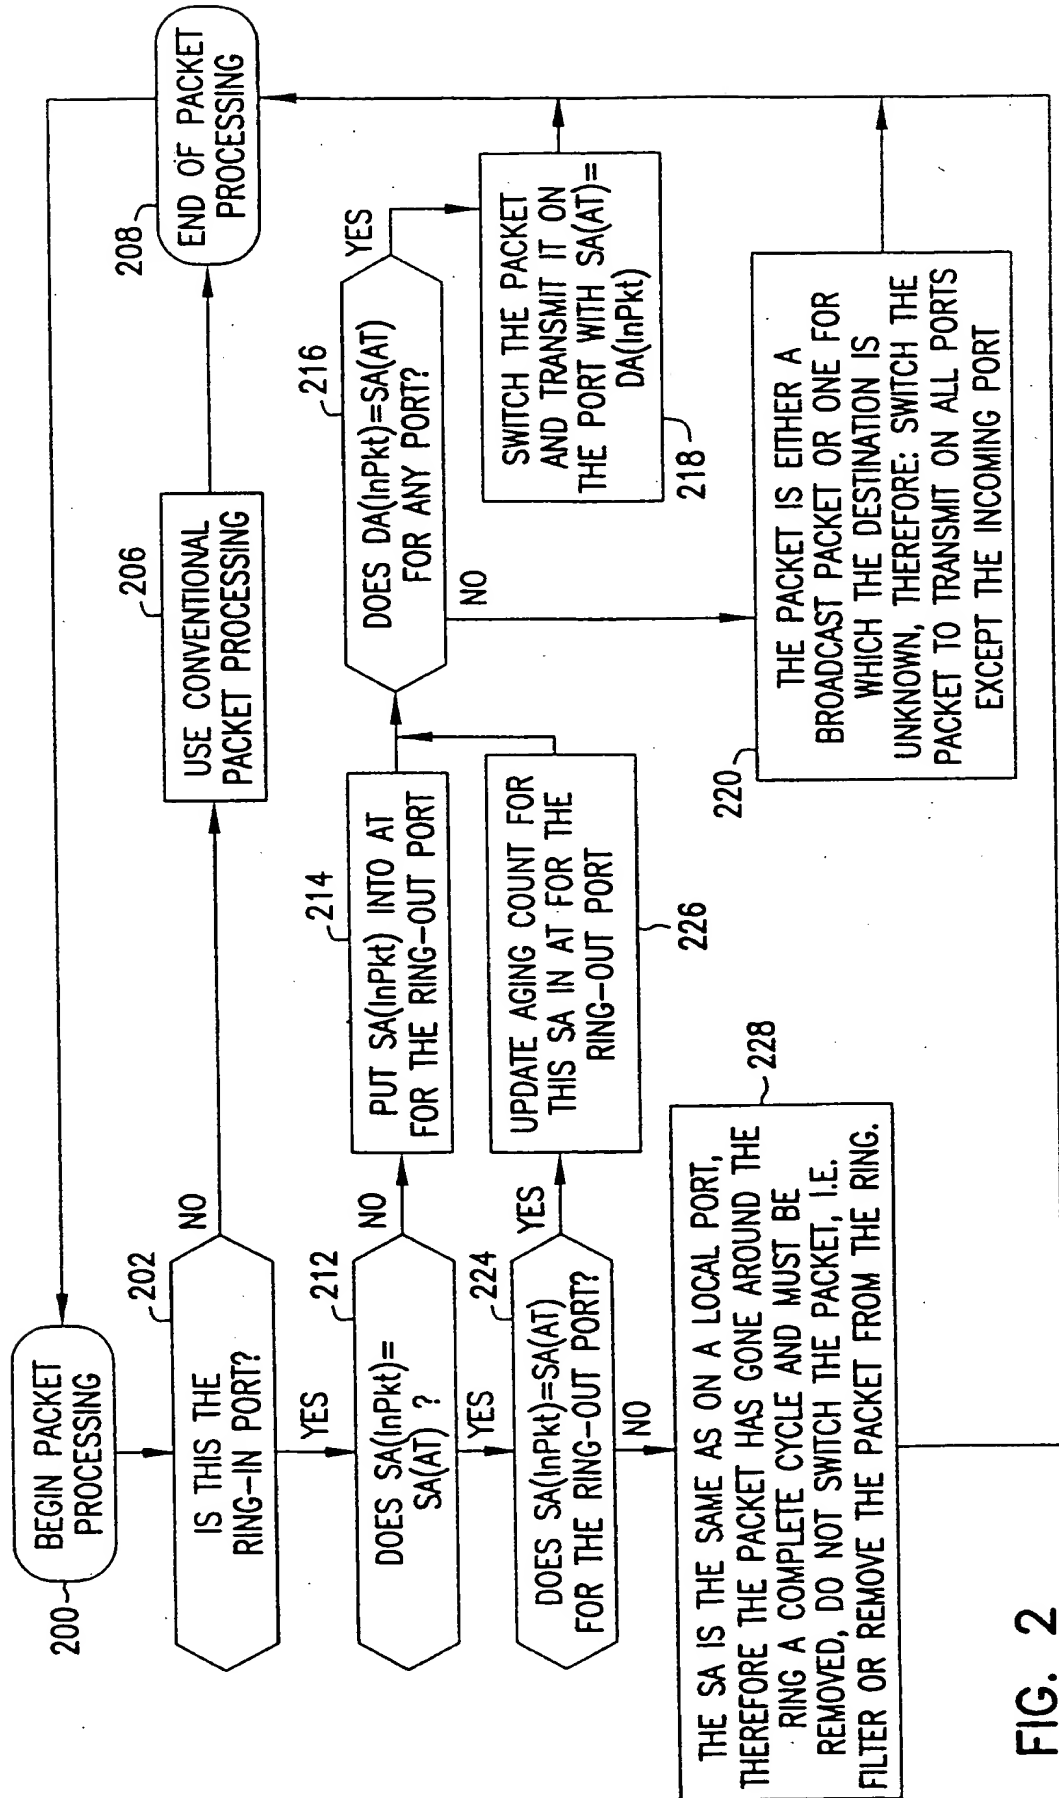 200
BEGIN PACKET
PROCESSING
202
IS THIS THE
RING-IN PORT?
NO
YES
206
USE CONVENTIONAL
PACKET PROCESSING
208
END OF PACKET
PROCESSING
212
DOES SA(InPkt)=
SA(AT) ?
NO
YES
214
PUT SA(InPkt) INTO AT
FOR THE RING-OUT PORT
216
DOES DA(InPkt)=SA(AT)
FOR ANY PORT?
YES
NO
SWITCH THE PACKET
AND TRANSMIT IT ON
THE PORT WITH SA(AT)=
DA(InPkt)
218
224
DOES SA(InPkt)=SA(AT)
FOR THE RING-OUT PORT?
YES
NO
UPDATE AGING COUNT FOR
THIS SA IN AT FOR THE
RING-OUT PORT
226
220
THE PACKET IS EITHER A
BROADCAST PACKET OR ONE FOR
WHICH THE DESTINATION IS
UNKNOWN, THEREFORE: SWITCH THE
PACKET TO TRANSMIT ON ALL PORTS
EXCEPT THE INCOMING PORT
228
THE SA IS THE SAME AS ON A LOCAL PORT,
THEREFORE THE PACKET HAS GONE AROUND THE
RING A COMPLETE CYCLE AND MUST BE
REMOVED, DO NOT SWITCH THE PACKET, I.E.
FILTER OR REMOVE THE PACKET FROM THE RING.
FIG. 2